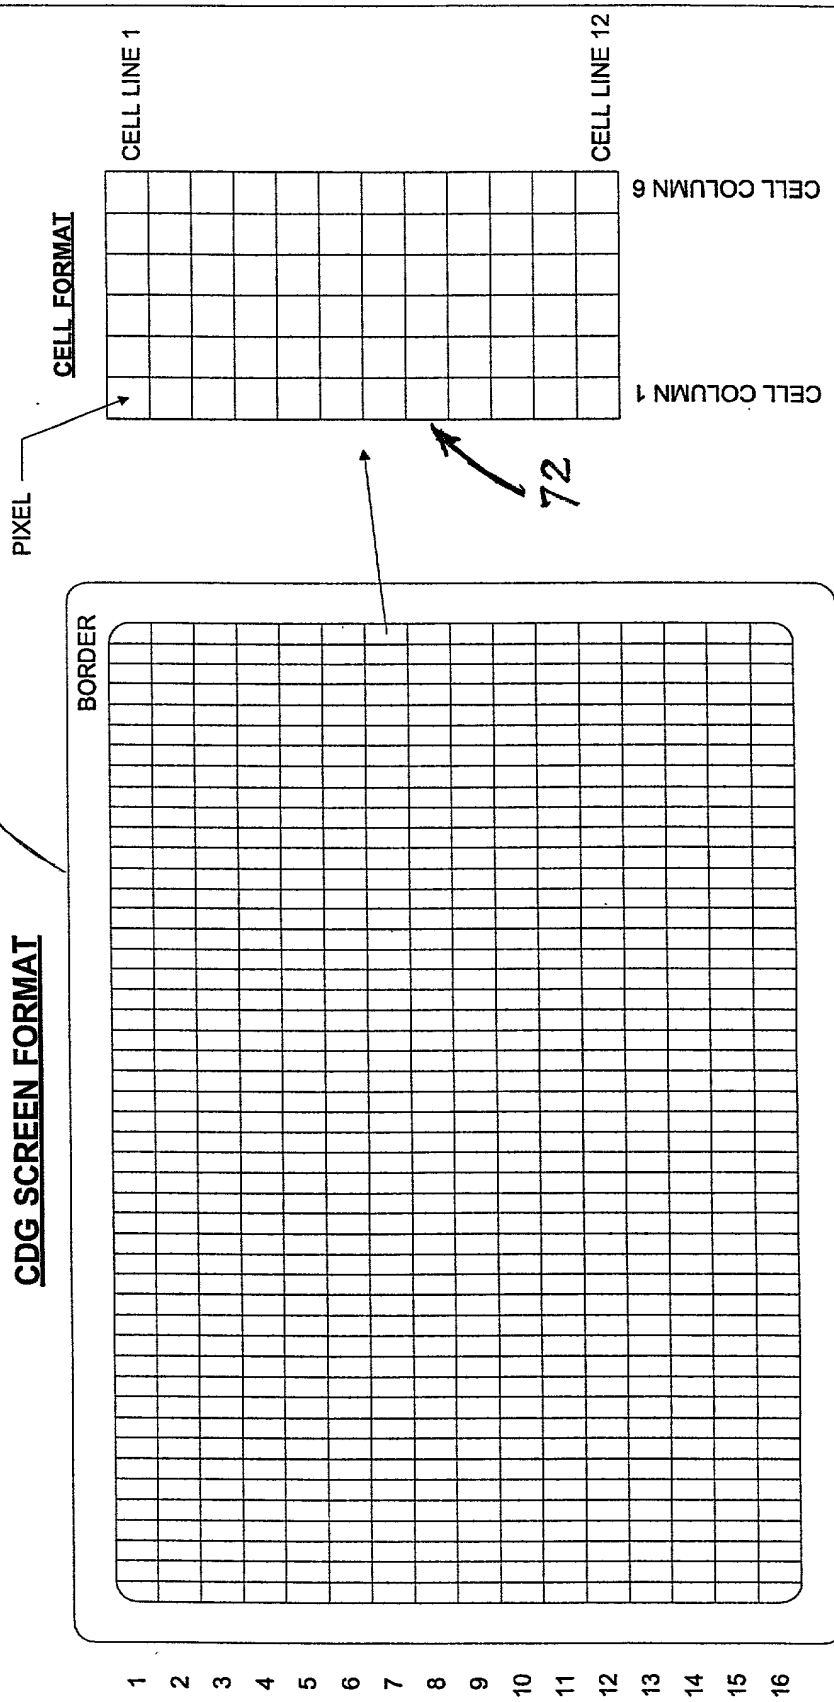 CDG SCREEN FORMAT
BORDER
1
2
3
4
5
6
7
8
9
10
11
12
13
14
15
16
PIXEL
CELL FORMAT
CELL LINE 1
CELL LINE 12
CELL COLUMN 1
CELL COLUMN 6
72